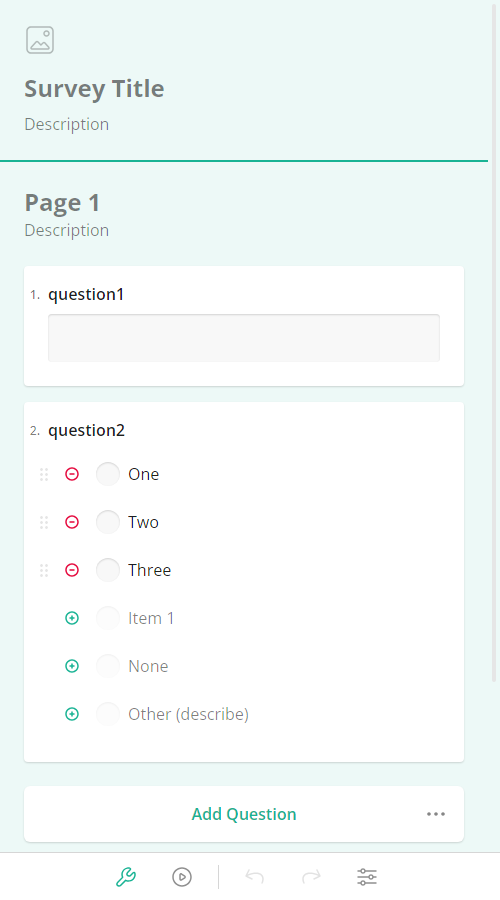 Survey Title
Description
Page 1
Description
1. question1
2. question2
One
Two
Three
Item 1
None
Other (describe)
Add Question